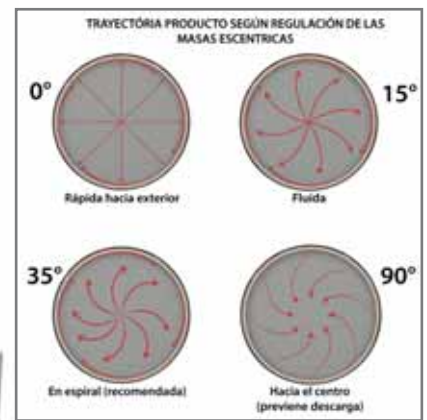 TRAYECTÓRIA PRODUCTO SEGÚN REGULACIÓN DE LAS
MASAS ESCENTRICAS
0°
15°
Rápida hacia exterior
Fluida
35°
90°
En espiral (recomendada)
Hacia el centro
(previene descarga)